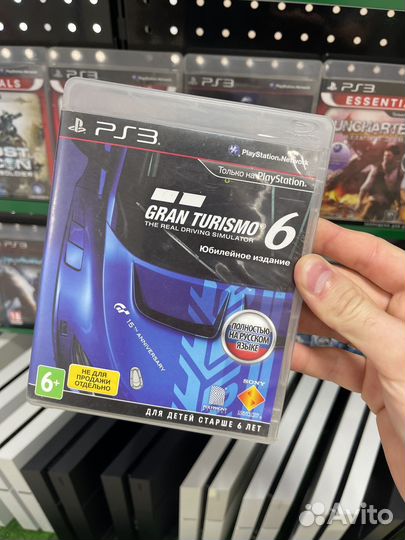 PS3
PlayStation Network
Только на PlayStation.
GRAN TURISMO 6
THE REAL DRIVING SIMULATOR
Юбилейное издание
15TH ANNIVERSARY
ПОЛНОСТЬЮ
НА РУССКОМ
ЯЗЫКЕ
6+
НЕ ДЛЯ
ПРОДАЖИ
ОТДЕЛЬНО
SONY
ДЛЯ ДЕТЕЙ СТАРШЕ 6 ЛЕТ
ESSENTIALS
UNCHARTED
PS3
Avito